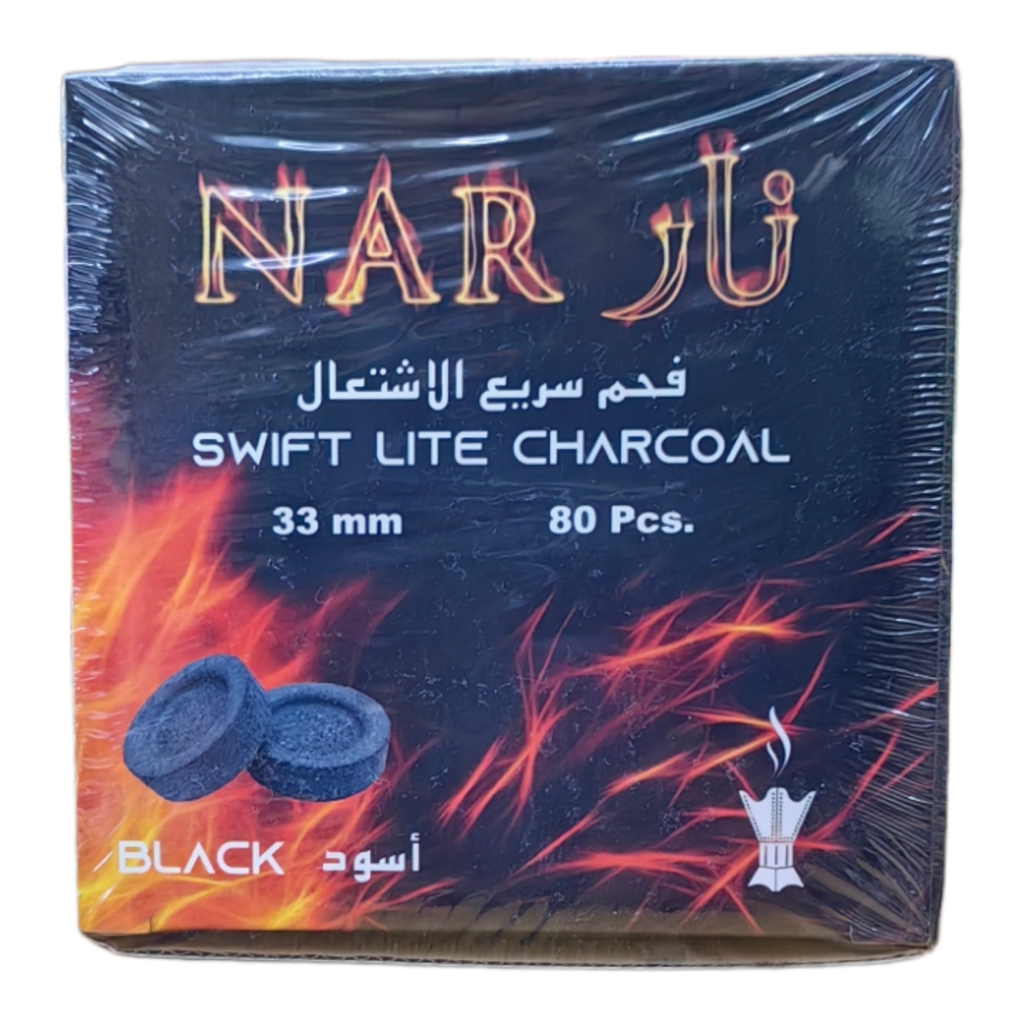 NAR نار
فحم سريع الاشتعال
SWIFT LITE CHARCOAL
33 mm 80 Pcs.
BLACK أسود